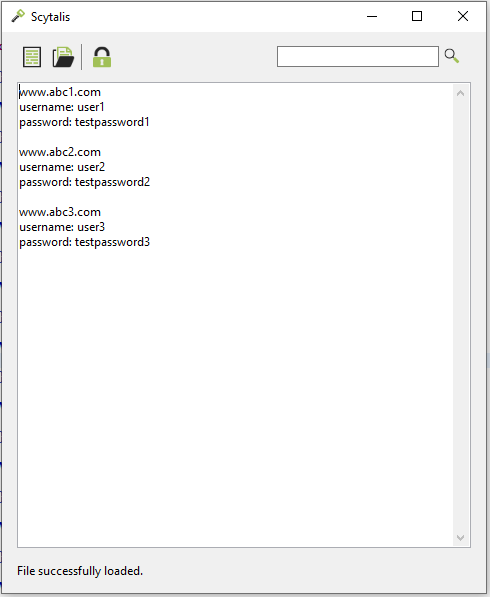 Scytalis
www.abc1.com
username: user1
password: testpassword1
www.abc2.com
username: user2
password: testpassword2
www.abc3.com
username: user3
password: testpassword3
File successfully loaded.